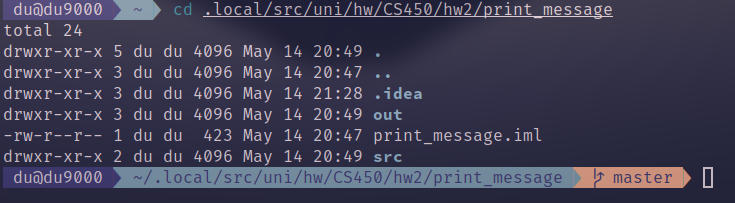 du@du9000 ~ cd .local/src/uni/hw/CS450/hw2/print_message
total 24
drwxr-xr-x 5 du du 4096 May 14 20:49 .
drwxr-xr-x 3 du du 4096 May 14 20:47 ..
drwxr-xr-x 3 du du 4096 May 14 21:28 .idea
drwxr-xr-x 3 du du 4096 May 14 20:49 out
-rw-r--r-- 1 du du  423 May 14 20:47 print_message.iml
drwxr-xr-x 2 du du 4096 May 14 20:49 src
du@du9000 ~/.local/src/uni/hw/CS450/hw2/print_message master